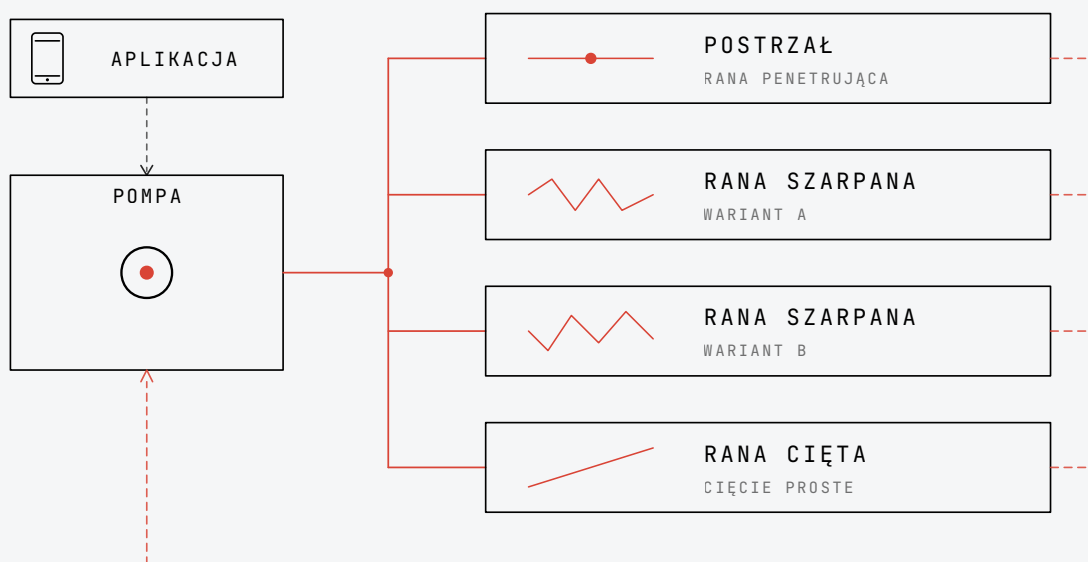 APLIKACJA
POMPA
POSTRZAŁ
RANA PENETRUJĄCA
RANA SZARPANA
WARIANT A
RANA SZARPANA
WARIANT B
RANA CIĘTA
CIĘCIE PROSTE